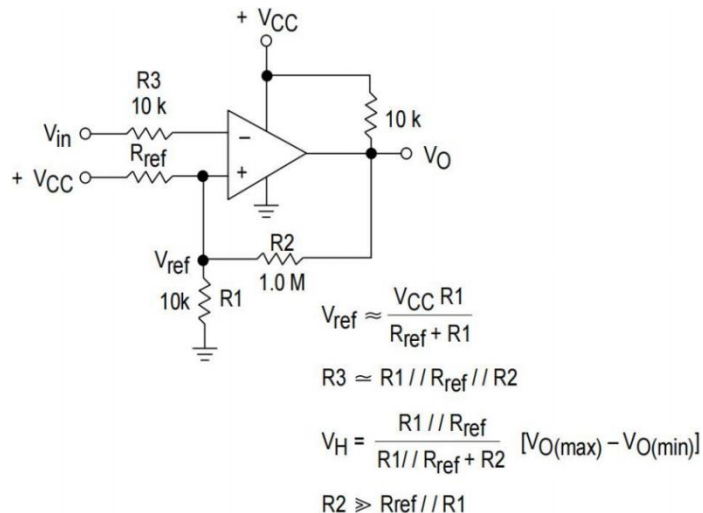 + VCC
R3
10 k
10 k
Vin
−
VO
Rref
+ VCC
+
R2
Vref
1.0 M
10k
R1
Vref ≈ VCC R1 / Rref + R1
R3 ≃ R1 // Rref // R2
VH = R1 // Rref / R1// Rref + R2 [VO(max) – VO(min)]
R2 ≫ Rref // R1